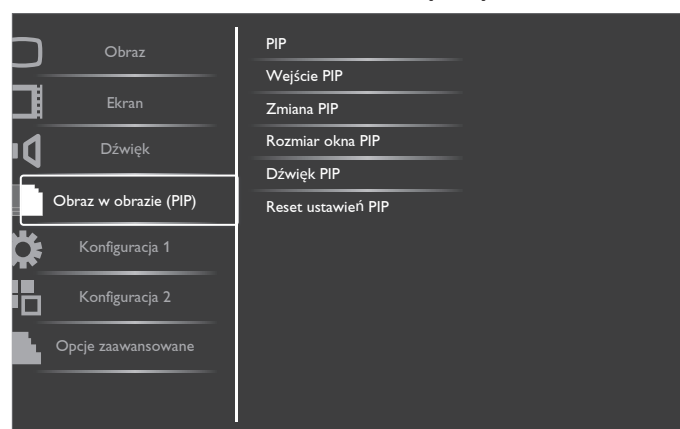 Obraz
Ekran
Dźwięk
Obraz w obrazie (PIP)
Konfiguracja 1
Konfiguracja 2
Opcje zaawansowane
PIP
Wejście PIP
Zmiana PIP
Rozmiar okna PIP
Dźwięk PIP
Reset ustawień PIP